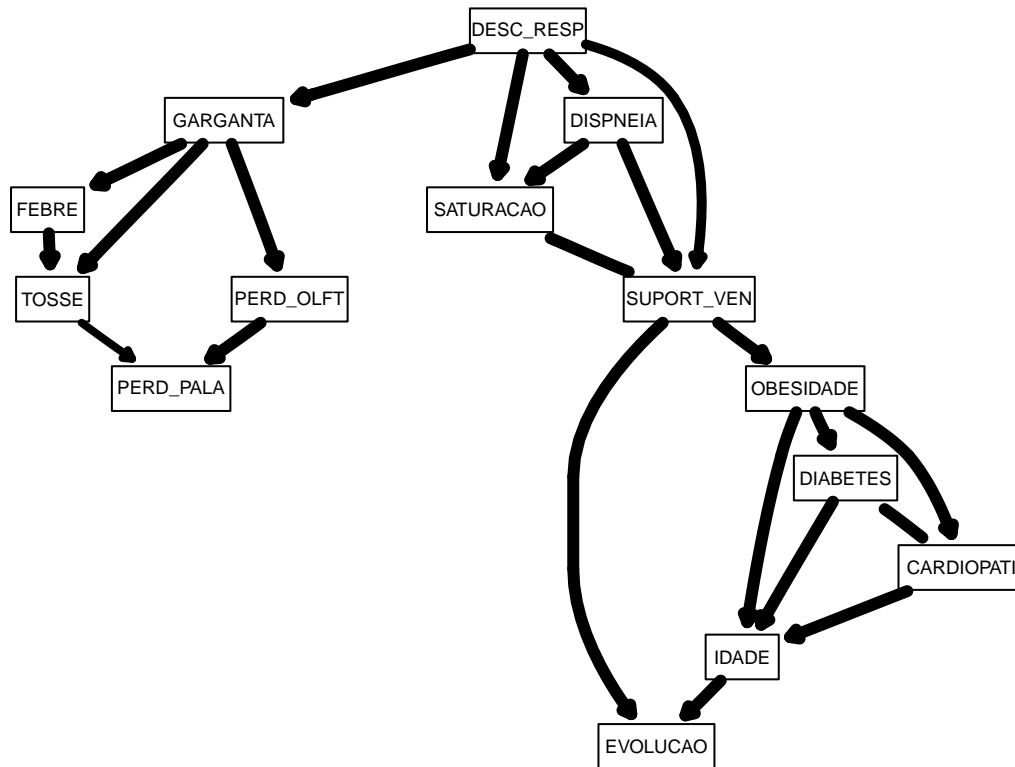 DESC_RESP
GARGANTA
DISPNEIA
FEBRE
SATURACAO
TOSSE
PERD_OLFT
SUPORT_VEN
PERD_PALA
OBESIDADE
DIABETES
CARDIOPATI
IDADE
EVOLUCAO